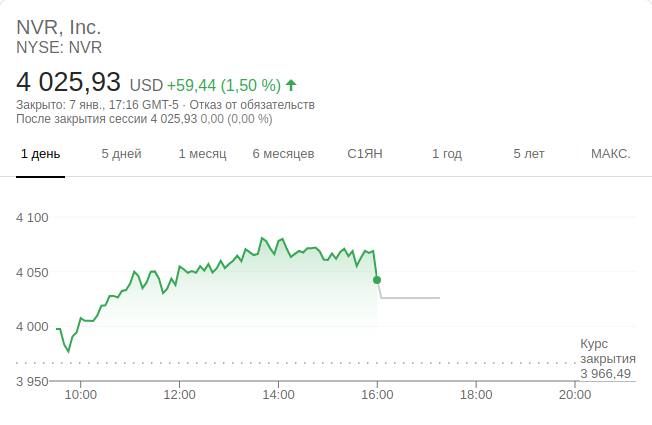 NVR, Inc.
NYSE: NVR
4 025,93 USD +59,44 (1,50 %)
Закрыто: 7 янв., 17:16 GMT-5 · Отказ от обязательств
После закрытия сессии 4 025,93 0,00 (0,00 %)
1 день 5 дней 1 месяц 6 месяцев С1ЯН 1 год 5 лет МАКС.
4 100
4 050
4 000
Курс
закрытия
3 966,49
3 950
10:00 12:00 14:00 16:00 18:00 20:00